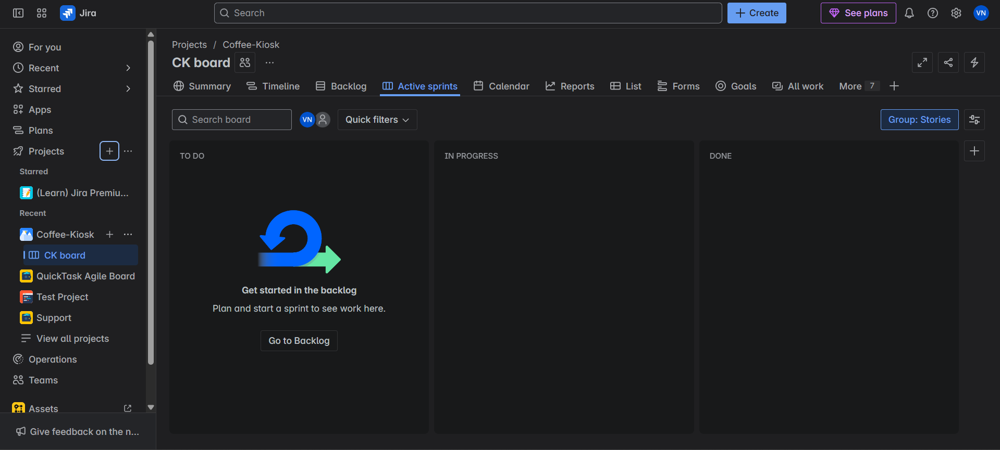 Jira
Search
Create
See plans
VN
For you
Recent
Starred
Apps
Plans
Projects
Starred
(Learn) Jira Premiu...
Recent
Coffee-Kiosk
CK board
QuickTask Agile Board
Test Project
Support
View all projects
Operations
Teams
Assets
Give feedback on the n...
Projects / Coffee-Kiosk
CK board
Summary
Timeline
Backlog
Active sprints
Calendar
Reports
List
Forms
Goals
All work
More 7
Search board
VN
Quick filters
Group: Stories
TO DO
IN PROGRESS
DONE
Get started in the backlog
Plan and start a sprint to see work here.
Go to Backlog